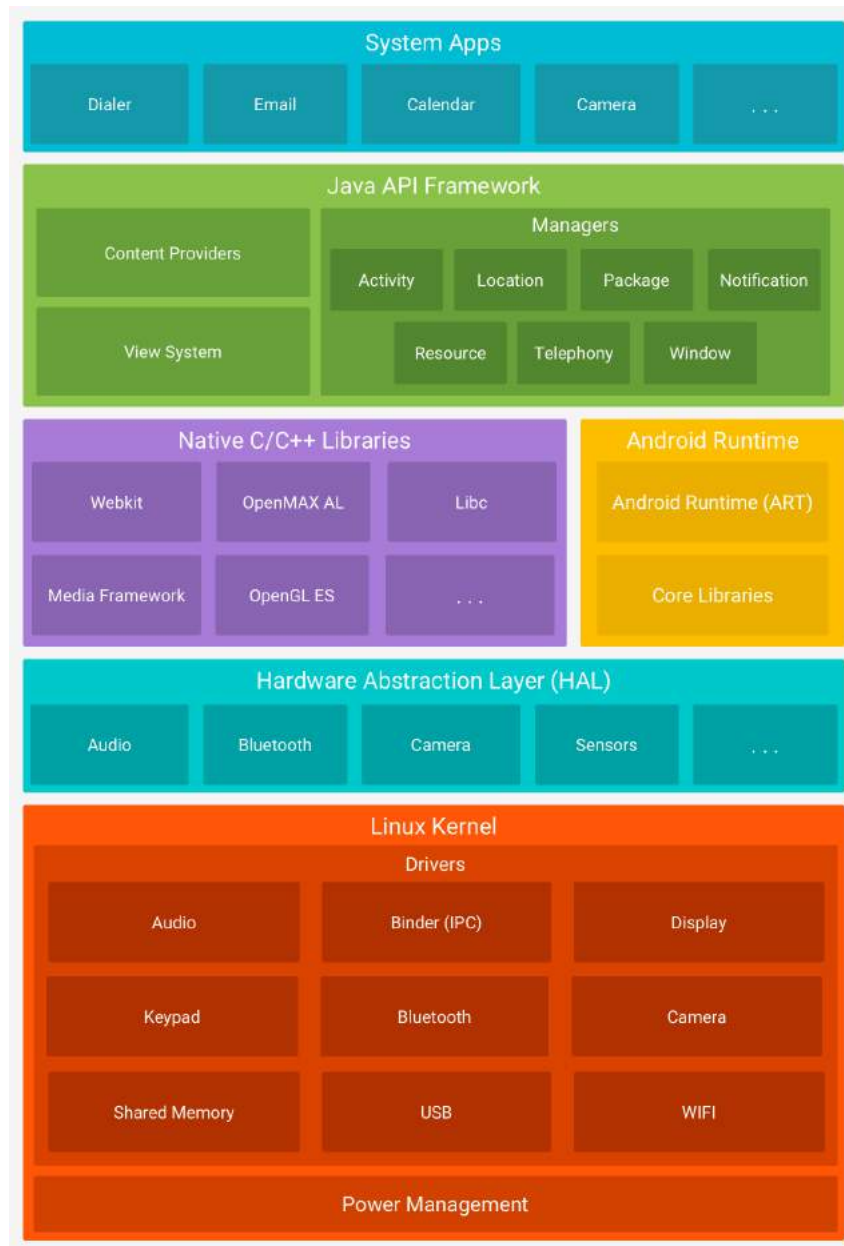 System Apps
Dialer
Email
Calendar
Camera
. . .
Java API Framework
Content Providers
View System
Managers
Activity
Location
Package
Notification
Resource
Telephony
Window
Native C/C++ Libraries
Webkit
OpenMAX AL
Libc
Media Framework
OpenGL ES
. . .
Android Runtime
Android Runtime (ART)
Core Libraries
Hardware Abstraction Layer (HAL)
Audio
Bluetooth
Camera
Sensors
. . .
Linux Kernel
Drivers
Audio
Binder (IPC)
Display
Keypad
Bluetooth
Camera
Shared Memory
USB
WIFI
Power Management